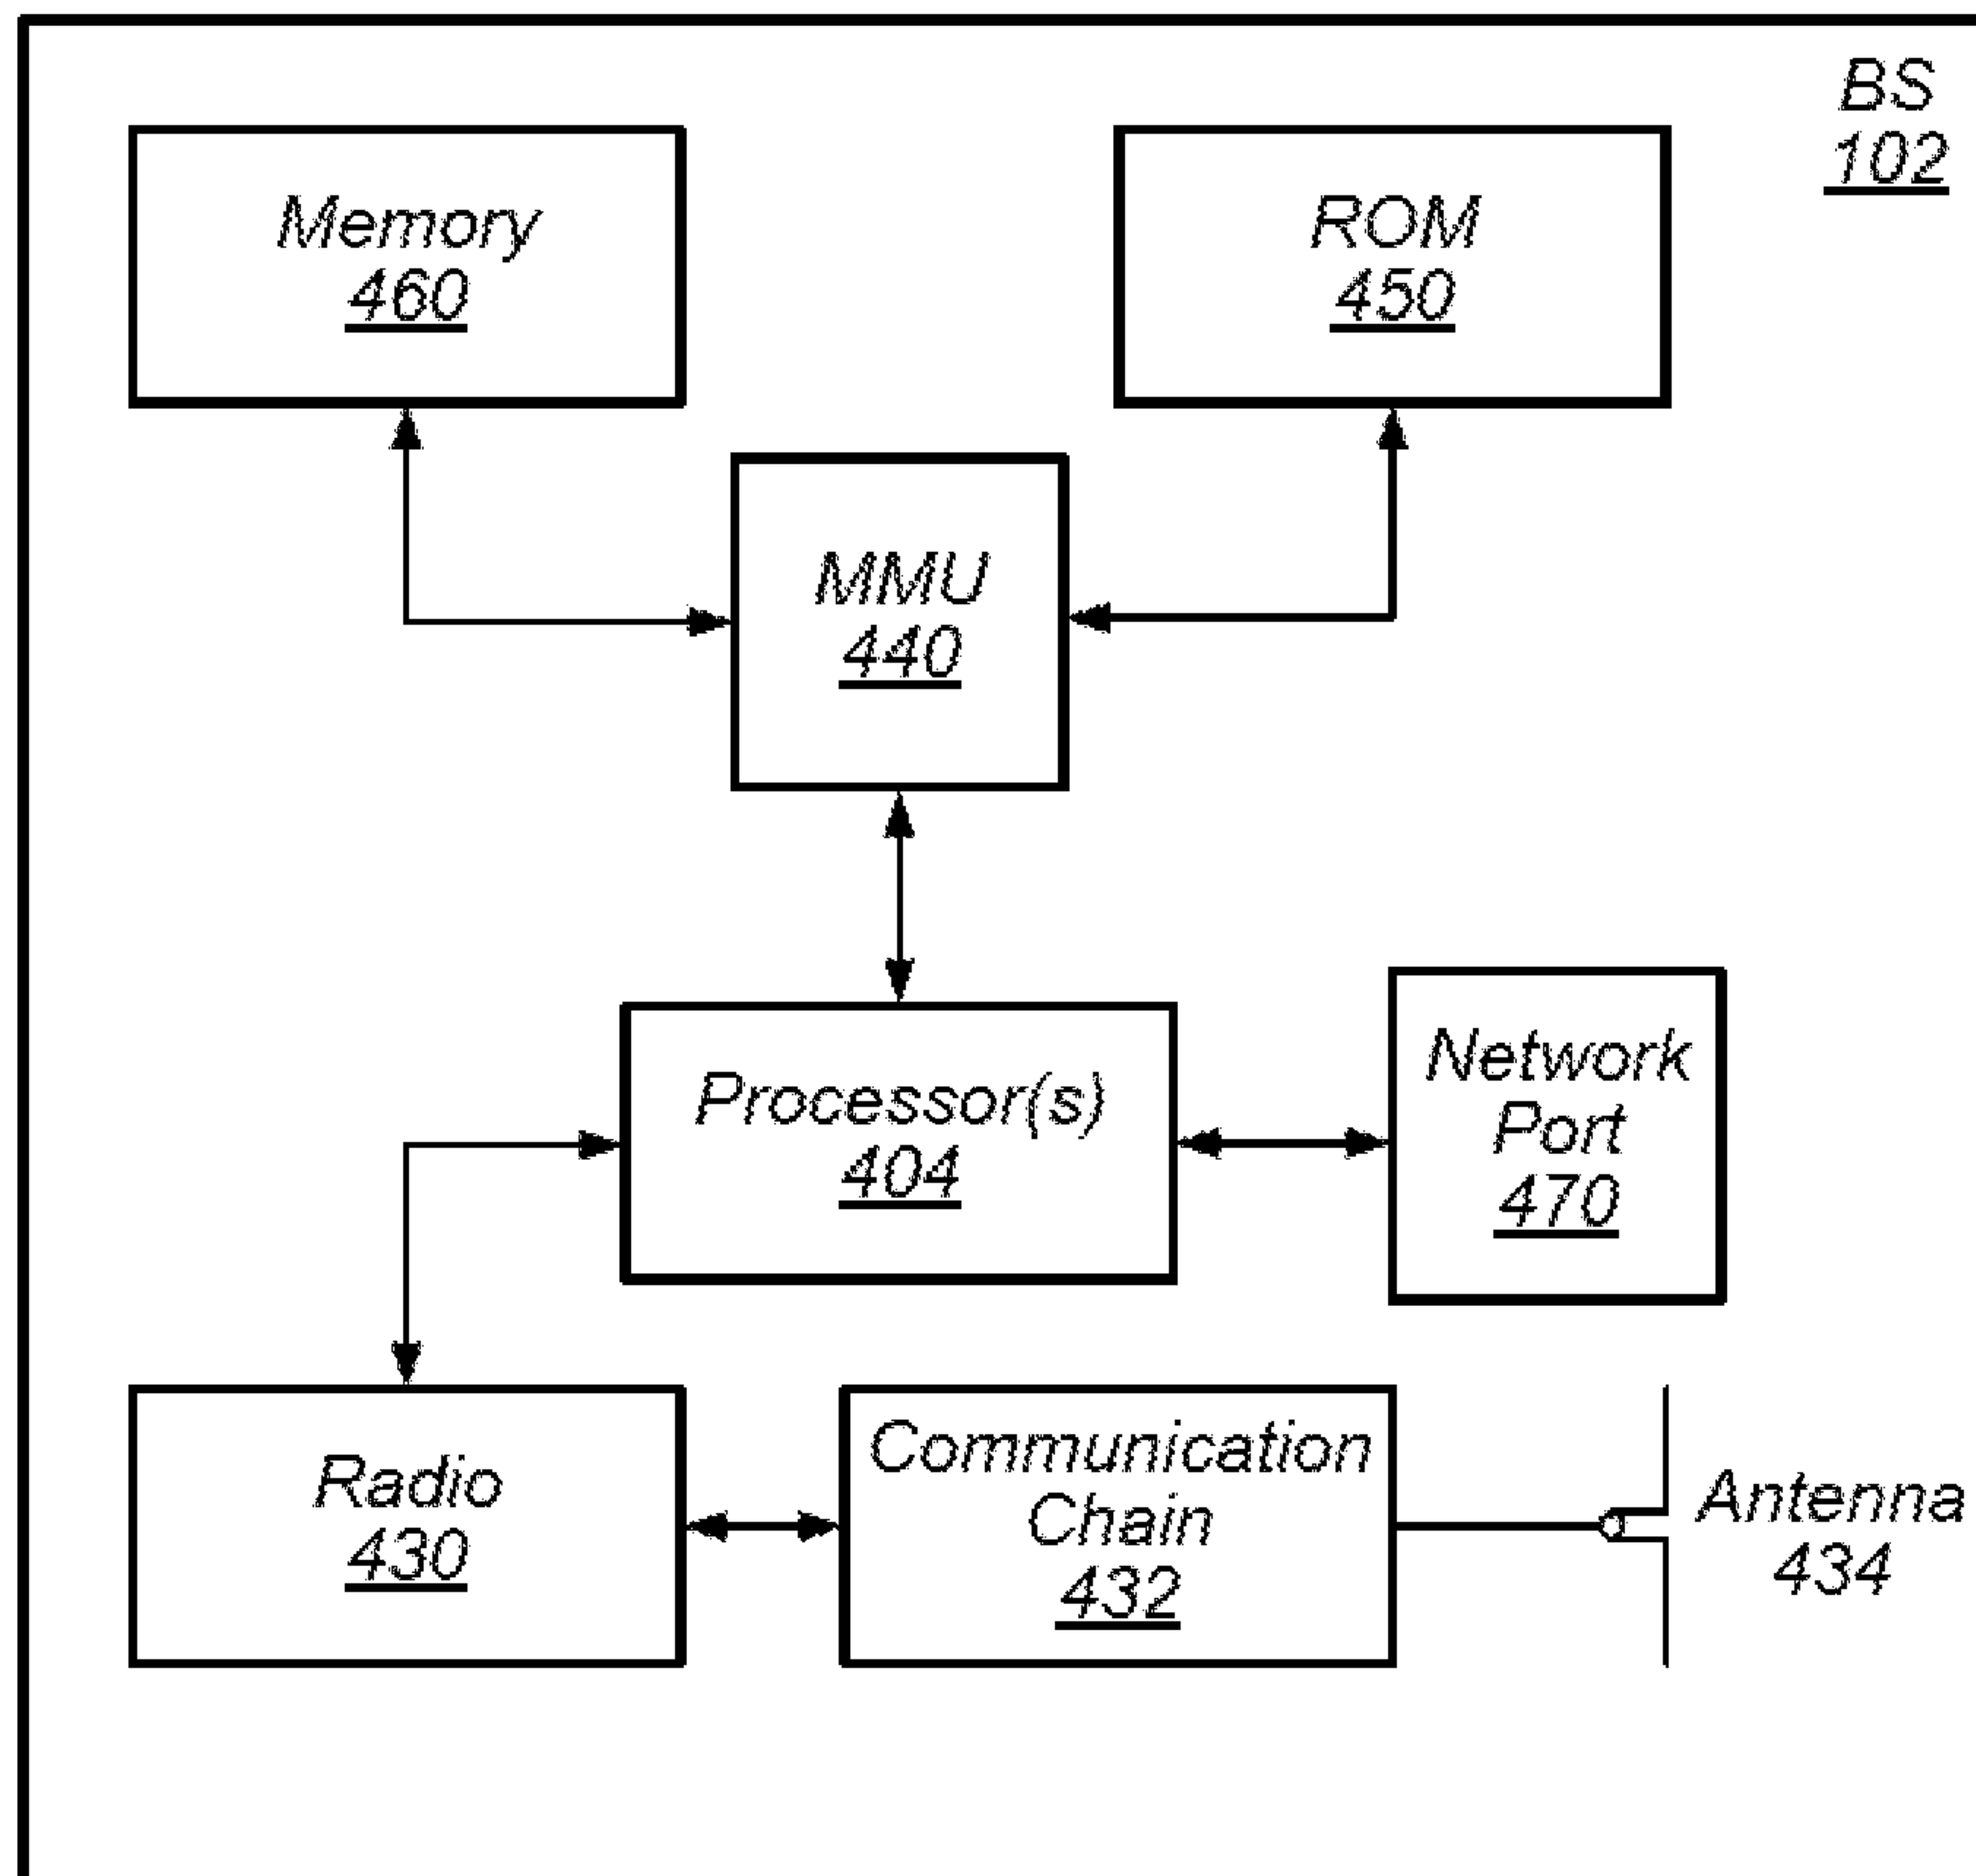 BS
102
Memory
460
ROM
450
MMU
440
Processor(s)
404
Network
Port
470
Radio
430
Communication
Chain
432
Antenna
434